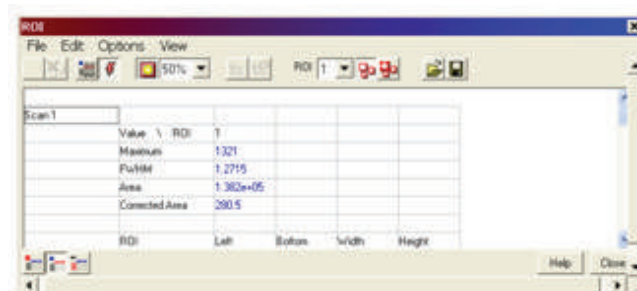 ROI
File Edit Options View
50% ROI 1
Scan 1
Value \ ROI 1
Maximum 1321
FWHM 1.2715
Area 1.382e+05
Corrected Area 280.5
ROI Left Bottom Width Height
Help Close